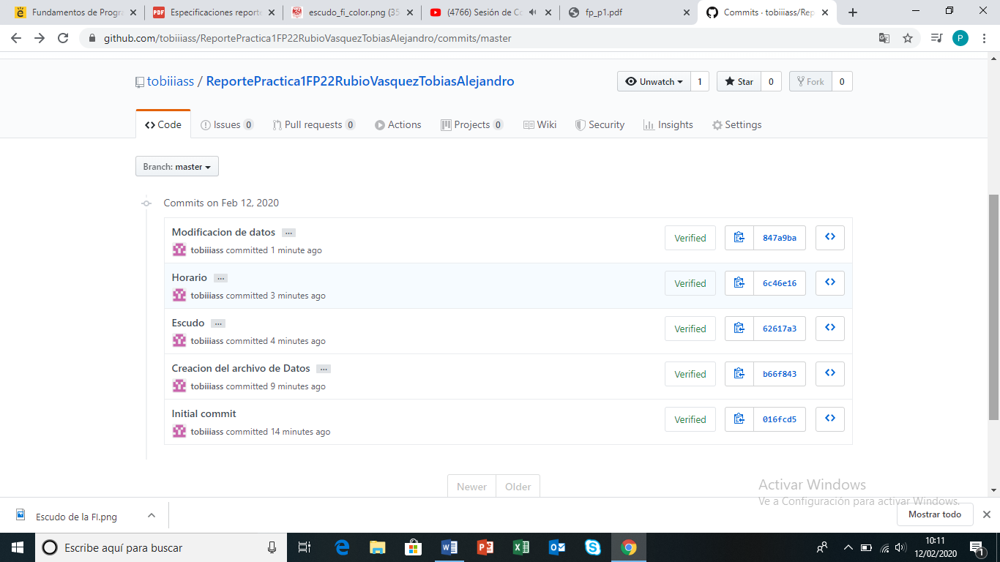 Fundamentos de Progra
Especificaciones reporte
escudo_fi_color.png (35
(4766) Sesión de Co
fp_p1.pdf
Commits · tobiiiass/Rep
github.com/tobiiiass/ReportePractica1FP22RubioVasquezTobiasAlejandro/commits/master
P
tobiiiass / ReportePractica1FP22RubioVasquezTobiasAlejandro
Unwatch 1 Star 0 Fork 0
Code Issues 0 Pull requests 0 Actions Projects 0 Wiki Security Insights Settings
Branch: master
Commits on Feb 12, 2020
Modificacion de datos ...
tobiiiass committed 1 minute ago
Verified 847a9ba
Horario ...
tobiiiass committed 3 minutes ago
Verified 6c46e16
Escudo ...
tobiiiass committed 4 minutes ago
Verified 62617a3
Creacion del archivo de Datos ...
tobiiiass committed 9 minutes ago
Verified b66f843
Initial commit
tobiiiass committed 14 minutes ago
Verified 016fcd5
Newer Older
Activar Windows
Ve a Configuración para activar Windows.
Escudo de la FI.png
Mostrar todo
Escribe aquí para buscar
10:11
12/02/2020
1